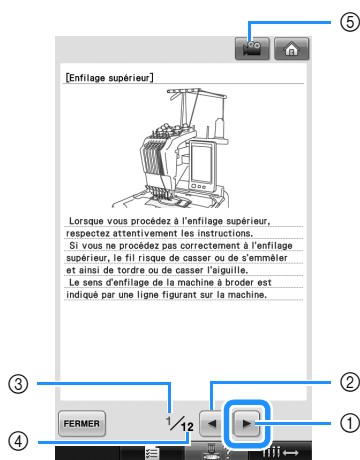 ⑤
[Enfilage supérieur]
Lorsque vous procédez à l'enfilage supérieur,
respectez attentivement les instructions.
Si vous ne procédez pas correctement à l'enfilage
supérieur, le fil risque de casser ou de s'emmêler
et ainsi de tordre ou de casser l'aiguille.
Le sens d'enfilage de la machine à broder est
indiqué par une ligne figurant sur la machine.
③
②
FERMER
1/12
①
④
?